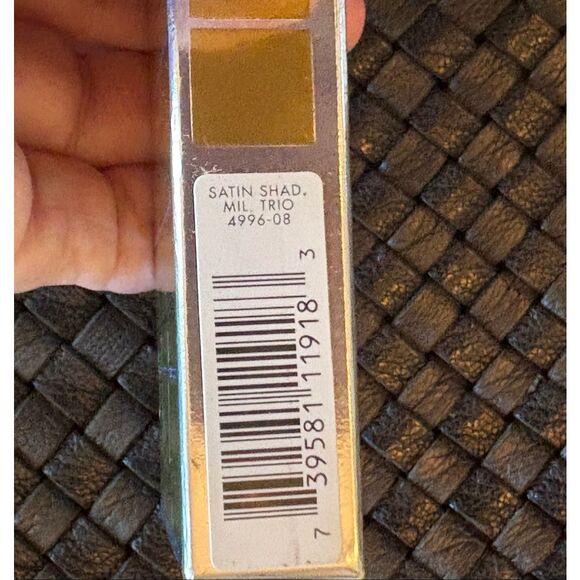 SATIN SHAD.
MIL. TRIO
4996-08
7 39581 11918 3